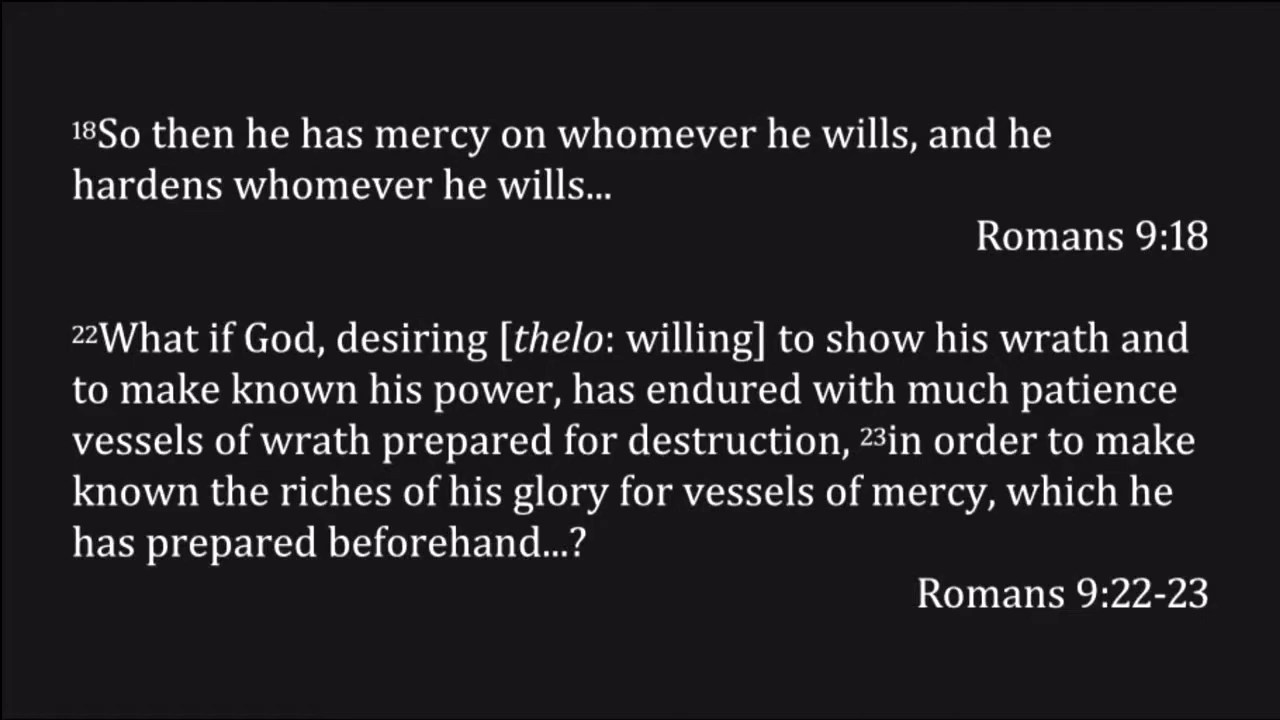 18So then he has mercy on whomever he wills, and he
hardens whomever he wills...
Romans 9:18
22What if God, desiring [thelo: willing] to show his wrath and
to make known his power, has endured with much patience
vessels of wrath prepared for destruction, 23in order to make
known the riches of his glory for vessels of mercy, which he
has prepared beforehand...?
Romans 9:22-23